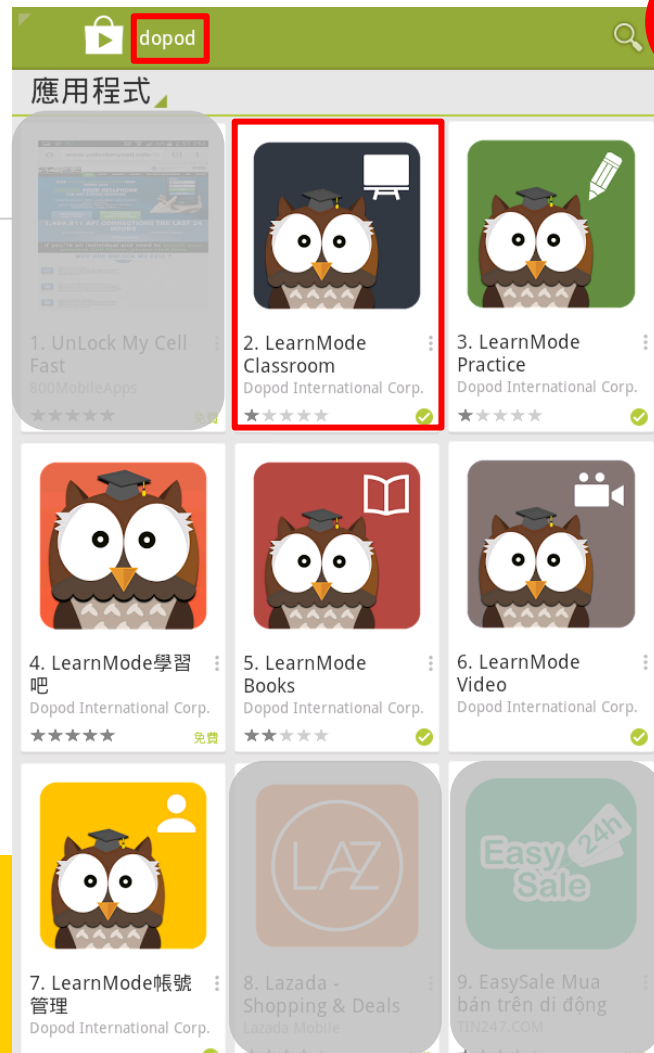 dopod
應用程式
1. UnLock My Cell
Fast
800MobileApps
免費
2. LearnMode
Classroom
Dopod International Corp.
3. LearnMode
Practice
Dopod International Corp.
4. LearnMode學習
吧
Dopod International Corp.
免費
5. LearnMode
Books
Dopod International Corp.
6. LearnMode
Video
Dopod International Corp.
7. LearnMode帳號
管理
Dopod International Corp.
LAZ
8. Lazada -
Shopping & Deals
Lazada Mobile
Easy
Sale
24h
9. EasySale Mua
bán trên di động
TIN247.COM